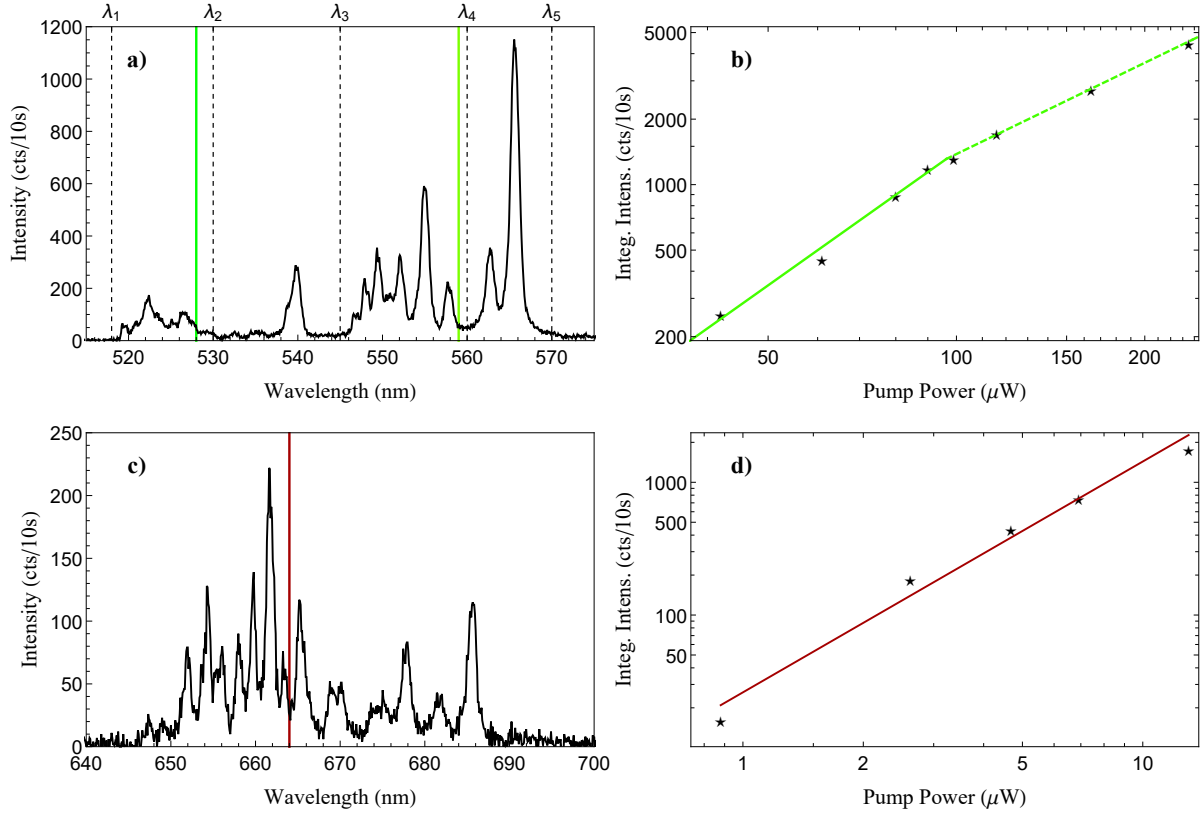 λ1 λ2 λ3 λ4 λ5
a)
1200
1000
800
600
400
200
0
Intensity (cts/10s)
520 530 540 550 560 570
Wavelength (nm)
b)
5000
2000
1000
500
200
Integ. Intens. (cts/10s)
50 100 150 200
Pump Power (μW)
c)
250
200
150
100
50
0
Intensity (cts/10s)
640 650 660 670 680 690 700
Wavelength (nm)
d)
1000
500
100
50
Integ. Intens. (cts/10s)
1 2 5 10
Pump Power (μW)